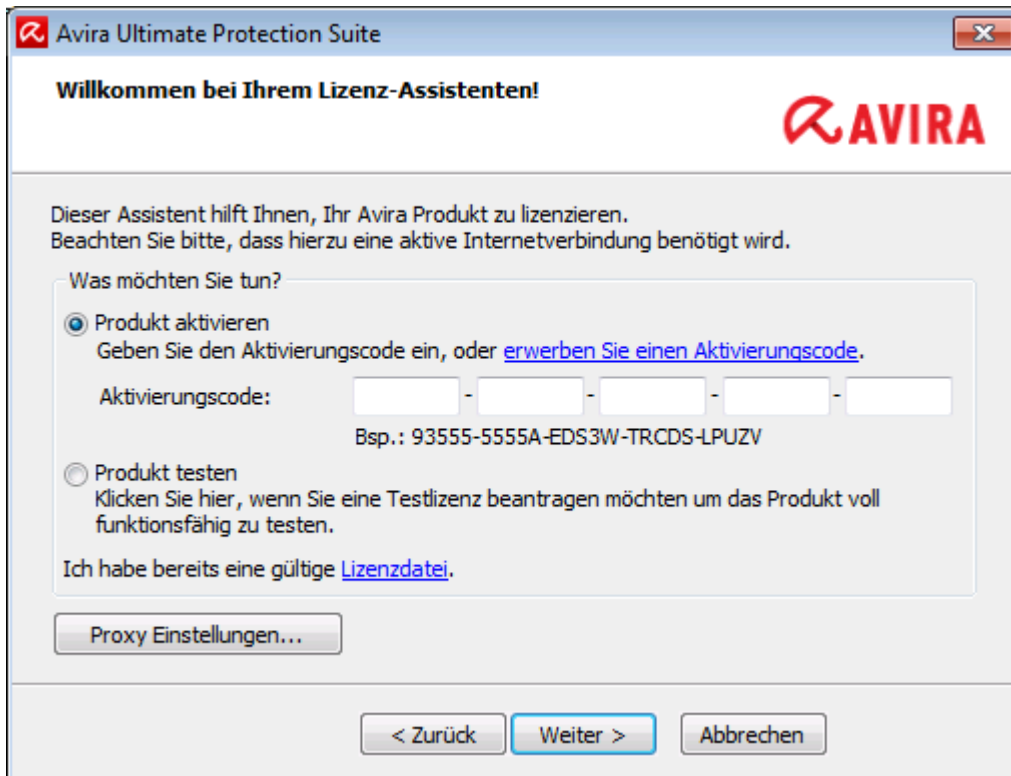 Avira Ultimate Protection Suite
Willkommen bei Ihrem Lizenz-Assistenten!
AVIRA
Dieser Assistent hilft Ihnen, Ihr Avira Produkt zu lizenzieren.
Beachten Sie bitte, dass hierzu eine aktive Internetverbindung benötigt wird.
Was möchten Sie tun?
Produkt aktivieren
Geben Sie den Aktivierungscode ein, oder erwerben Sie einen Aktivierungscode.
Aktivierungscode: - - - -
Bsp.: 93555-5555A-EDS3W-TRCDS-LPUZV
Produkt testen
Klicken Sie hier, wenn Sie eine Testlizenz beantragen möchten um das Produkt voll
funktionsfähig zu testen.
Ich habe bereits eine gültige Lizenzdatei.
Proxy Einstellungen...
< Zurück Weiter > Abbrechen